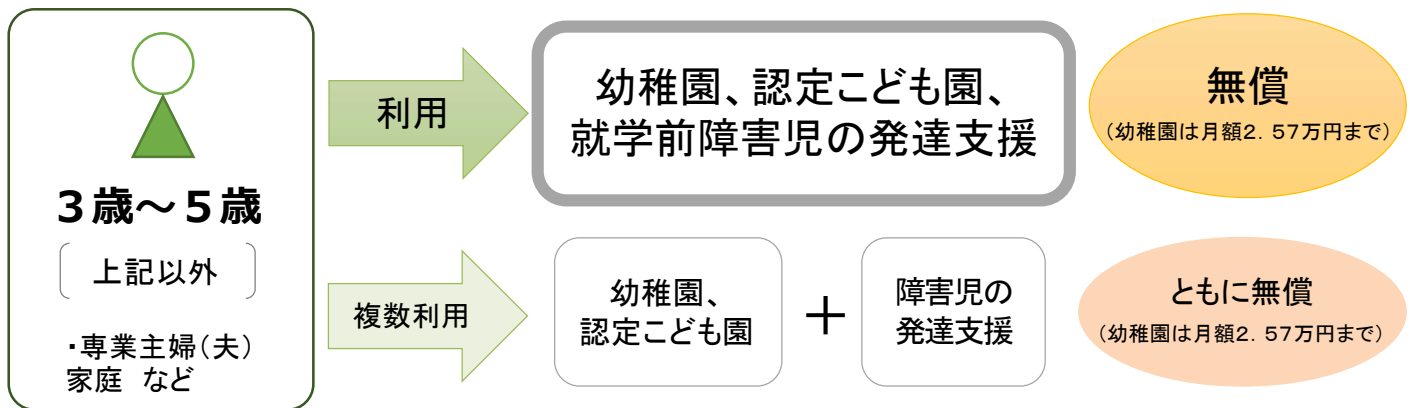 ３歳～５歳
上記以外
・専業主婦（夫）
家庭　など
利用
幼稚園、認定こども園、
就学前障害児の発達支援
無償
（幼稚園は月額２．５７万円まで）
複数利用
幼稚園、
認定こども園
＋
障害児の
発達支援
ともに無償
（幼稚園は月額２．５７万円まで）